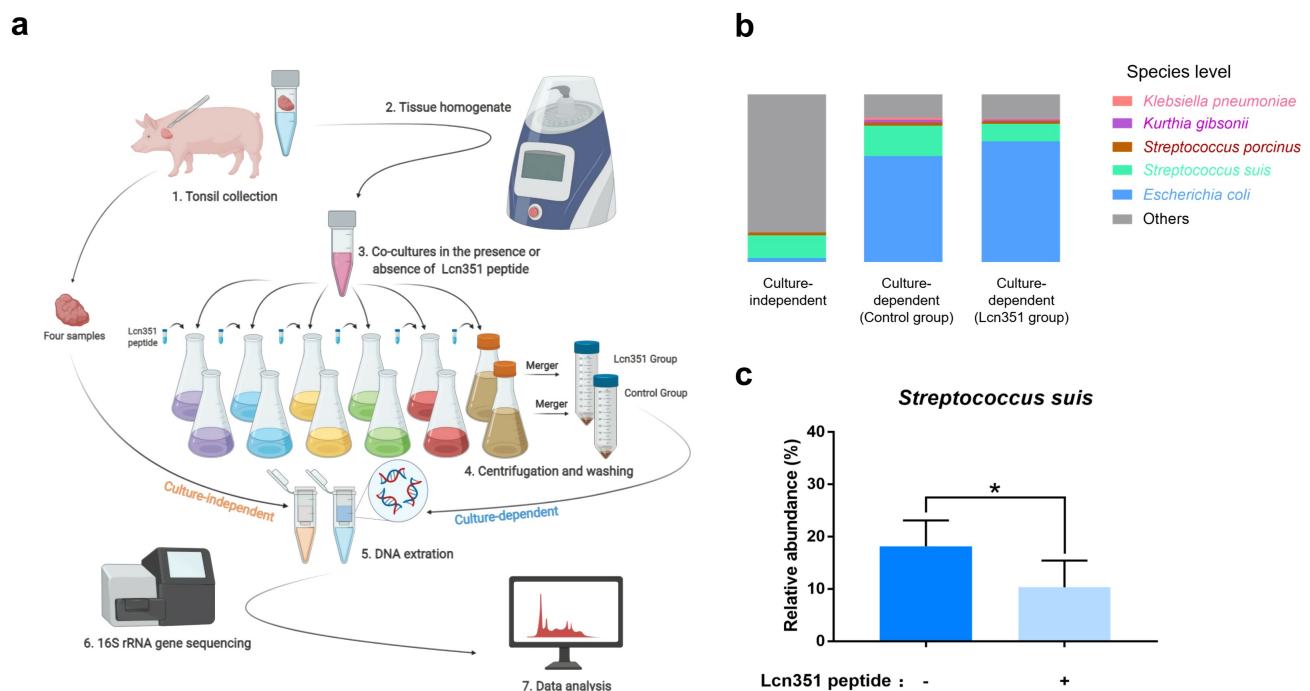 a
2. Tissue homogenate
1. Tonsil collection
3. Co-cultures in the presence or
absence of Lcn351 peptide
Four samples
Lcn351
peptide
Merger
Lcn351 Group
Merger
Control Group
4. Centrifugation and washing
Culture-independent
Culture-dependent
5. DNA extration
6. 16S rRNA gene sequencing
7. Data analysis
b
Species level
Klebsiella pneumoniae
Kurthia gibsonii
Streptococcus porcinus
Streptococcus suis
Escherichia coli
Others
Culture-
independent
Culture-
dependent
(Control group)
Culture-
dependent
(Lcn351 group)
c
Streptococcus suis
Relative abundance (%)
40
30
20
10
0
*
Lcn351 peptide : - +